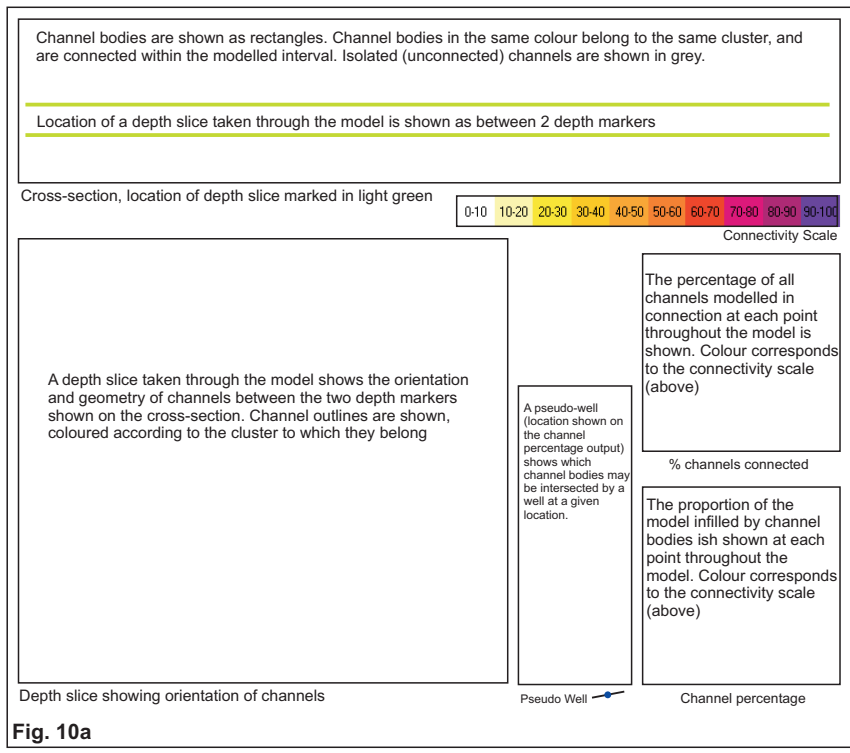 Channel bodies are shown as rectangles. Channel bodies in the same colour belong to the same cluster, and
are connected within the modelled interval. Isolated (unconnected) channels are shown in grey.
Location of a depth slice taken through the model is shown as between 2 depth markers
Cross-section, location of depth slice marked in light green
0-10 10-20 20-30 30-40 40-50 50-60 60-70 70-80 80-90 90-100
Connectivity Scale
A depth slice taken through the model shows the orientation
and geometry of channels between the two depth markers
shown on the cross-section. Channel outlines are shown,
coloured according to the cluster to which they belong
Depth slice showing orientation of channels
A pseudo-well
(location shown on
the channel
percentage output)
shows which
channel bodies may
be intersected by a
well at a given
location.
Pseudo Well
The percentage of all
channels modelled in
connection at each point
throughout the model is
shown. Colour corresponds
to the connectivity scale
(above)
% channels connected
The proportion of the
model infilled by channel
bodies ish shown at each
point throughout the
model. Colour corresponds
to the connectivity scale
(above)
Channel percentage
Fig. 10a